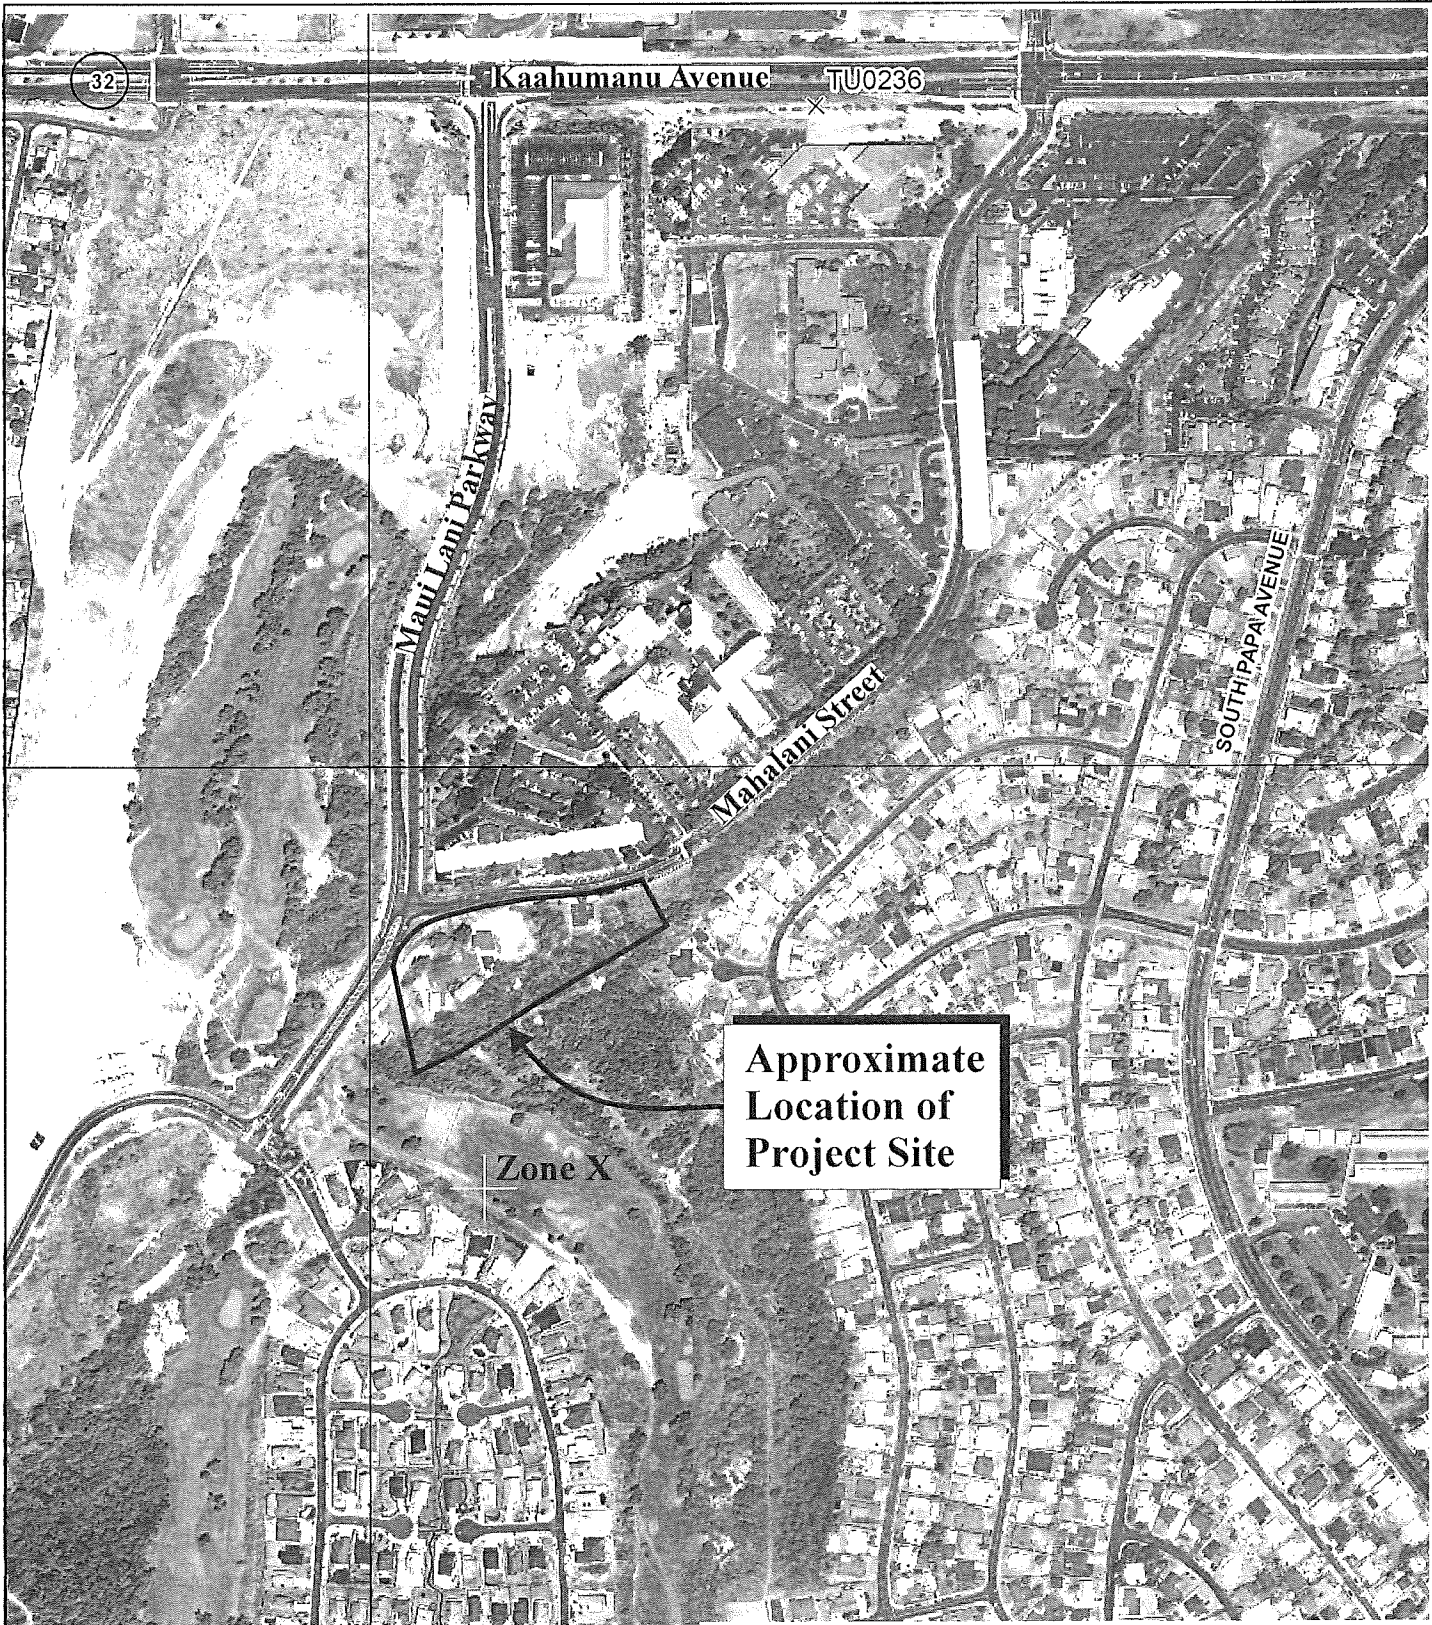 32
Kaahumanu Avenue
TU0236
Maui Lani Parkway
SOUTH PAPA AVENUE
Mahalani Street
Approximate
Location of
Project Site
Zone X